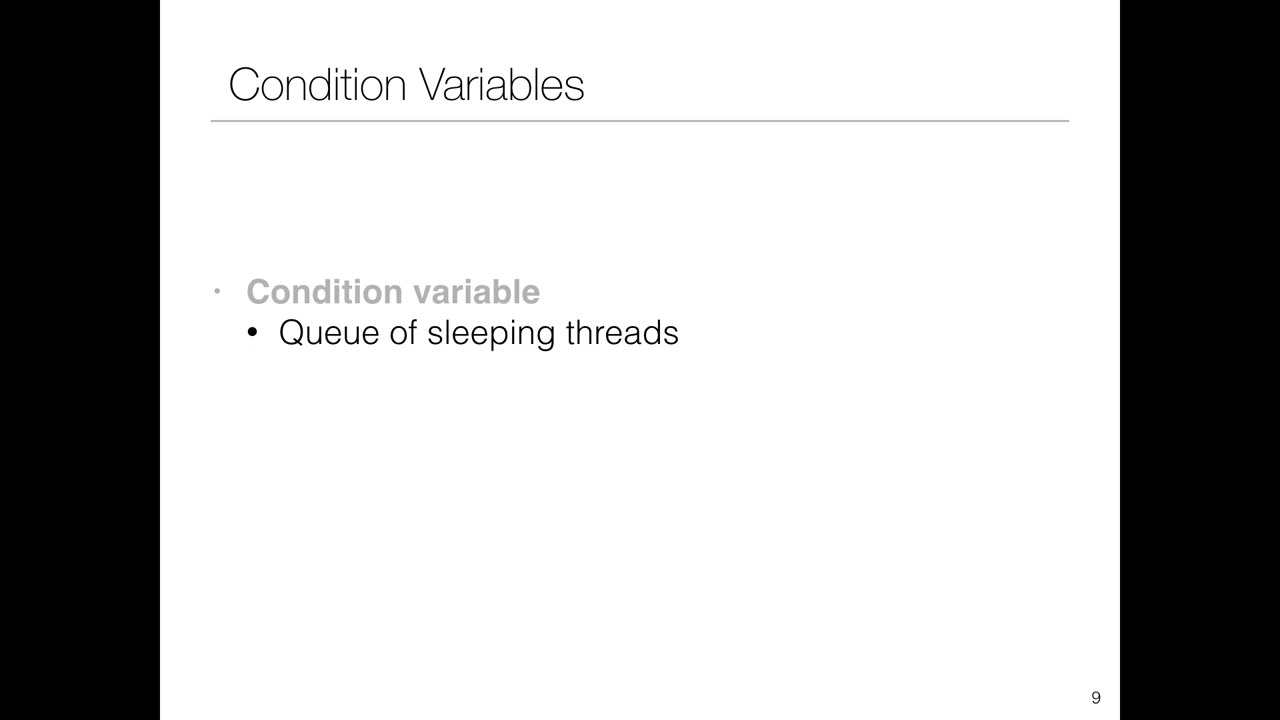 Condition Variables
• Condition variable
• Queue of sleeping threads
9